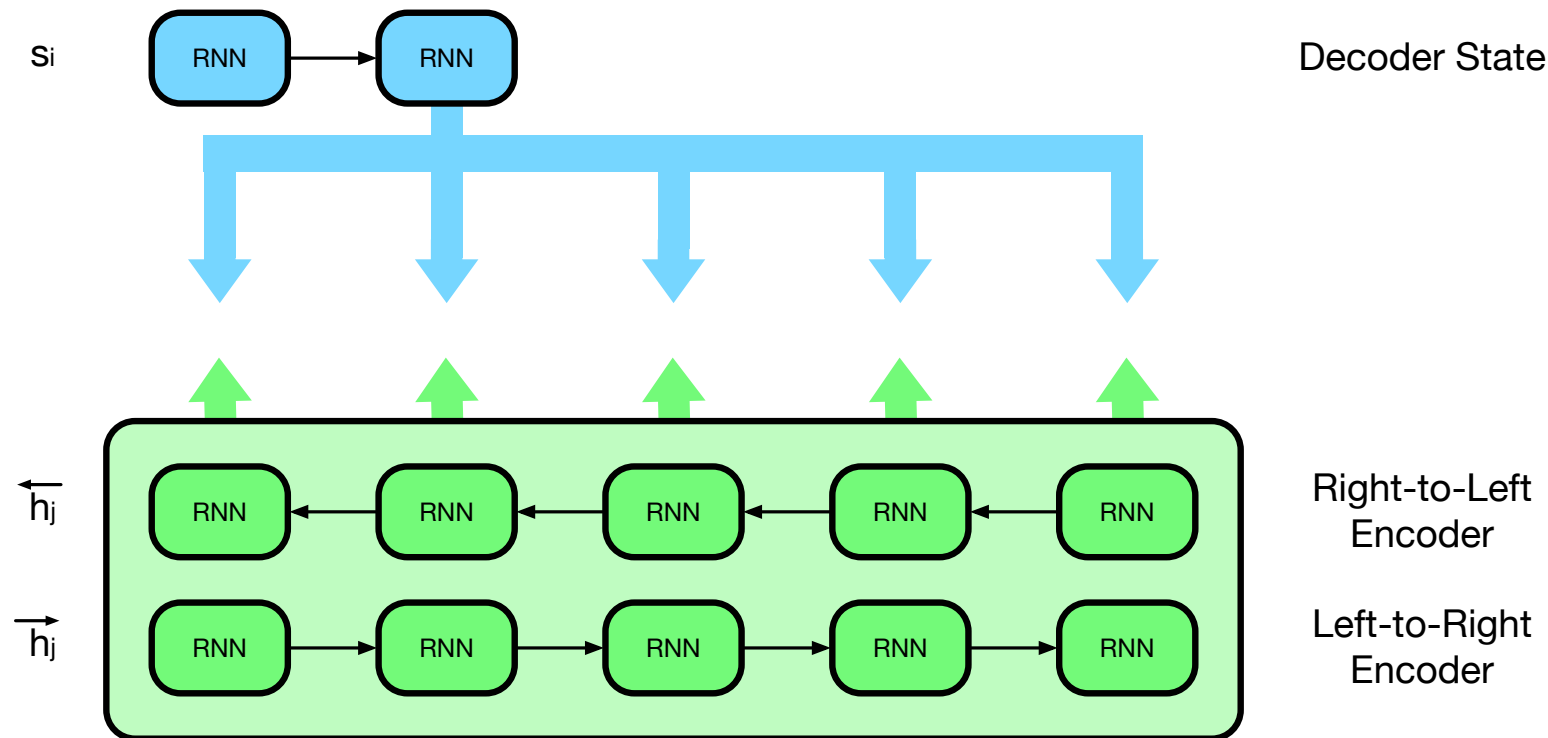 si RNN RNN Decoder State
hj RNN RNN RNN RNN RNN Right-to-Left
Encoder
hj RNN RNN RNN RNN RNN Left-to-Right
Encoder